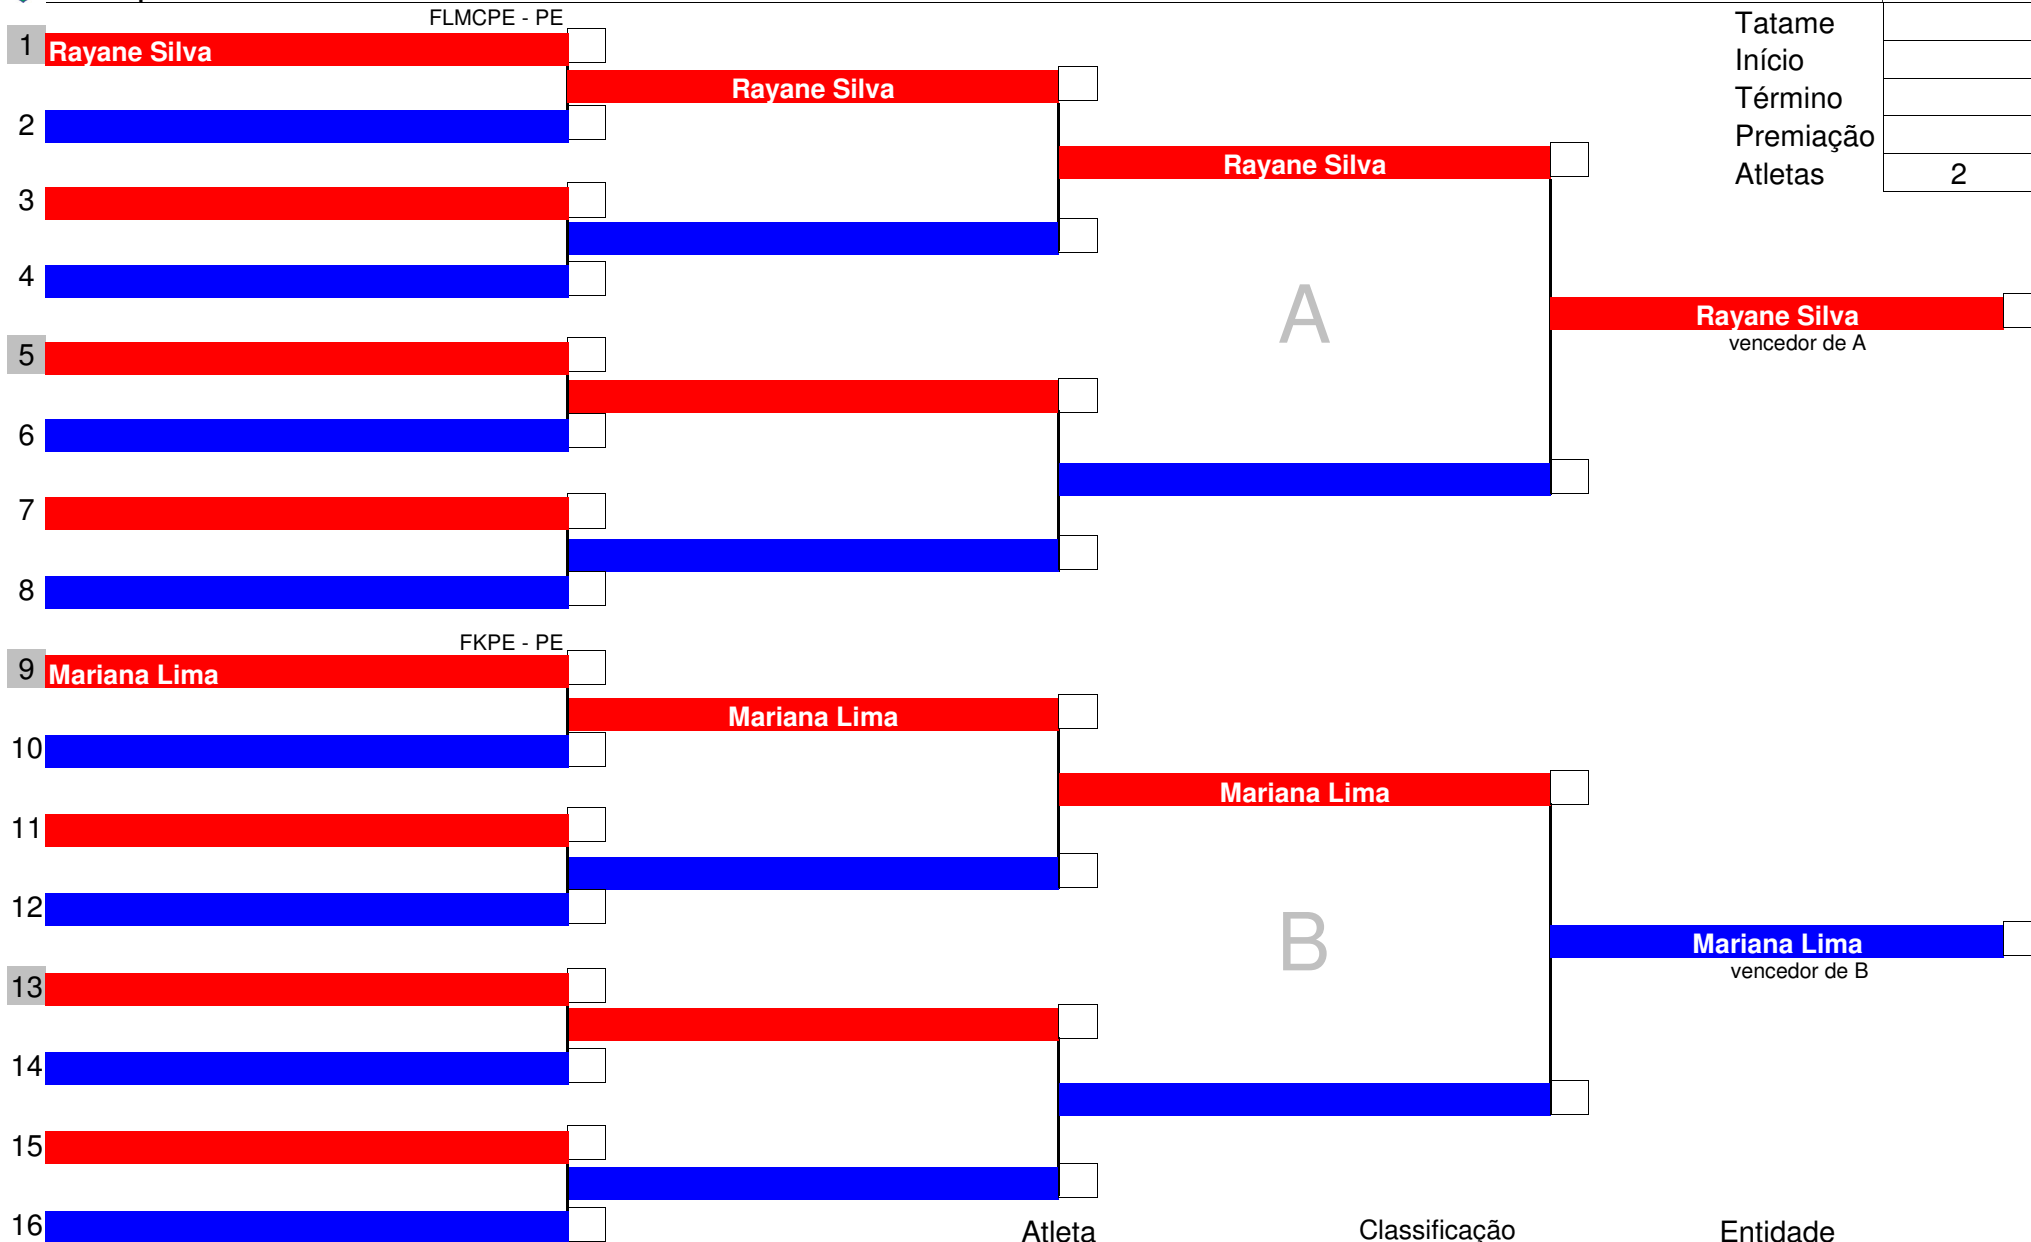 FLMCPE - PE
Tatame
1 Rayane Silva
Início
Rayane Silva
Término
2
Premiação
Rayane Silva
Atletas 2
3
4
A
Rayane Silva
vencedor de A
5
6
7
8
FKPE - PE
9 Mariana Lima
Mariana Lima
10
Mariana Lima
11
12
B
Mariana Lima
vencedor de B
13
14
15
16
Atleta Classificação Entidade